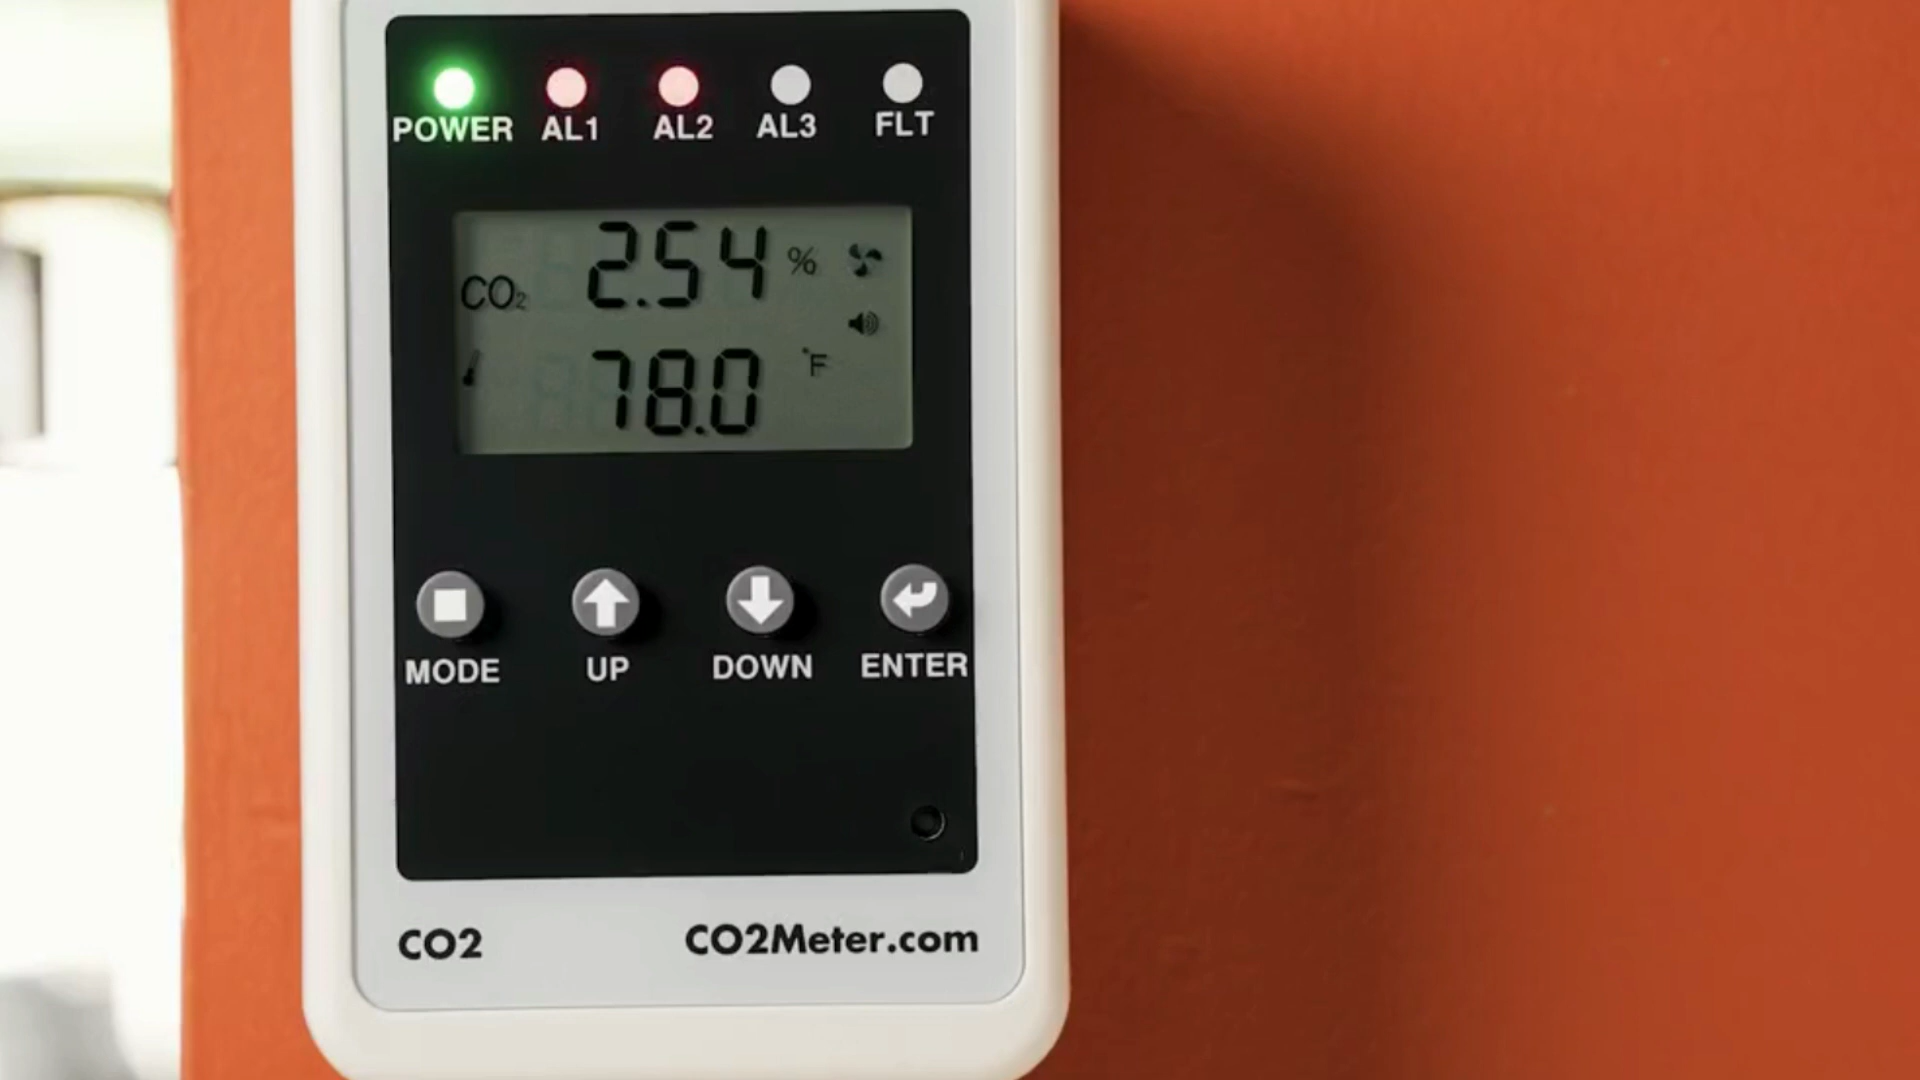 POWER AL1 AL2 AL3 FLT
CO₂ 2.54 %
78.0 °F
MODE UP DOWN ENTER
CO2 CO2Meter.com